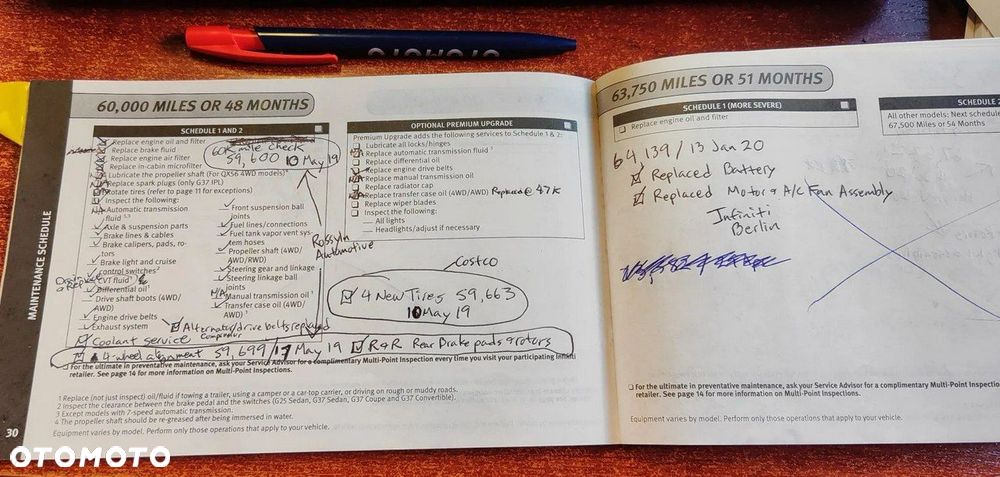 OTOMOTO
60,000 MILES OR 48 MONTHS
SCHEDULE 1 AND 2
Replace engine oil and filter
Replace brake fluid
Replace engine air filter
Replace in-cabin microfilter
Lubricate the propeller shaft (For QX56 4WD models)⁴
Replace spark plugs (only G37 IPL)
Rotate tires (refer to page 11 for exceptions)
Inspect the following:
N/A Automatic transmission
fluid
Axle & suspension parts
Brake lines & cables
Brake calipers, pads, ro-
tors
Brake light and cruise
control switches²
CVT fluid¹
Differential oil¹
Drive shaft boots (4WD/
AWD)
Engine drive belts
Exhaust system
Front suspension ball
joints
Fuel lines/connections
Fuel tank vapor vent sys-
tem hoses
Propeller shaft (4WD/
AWD/RWD)
Steering gear and linkage
Steering linkage ball
joints
N/A Manual transmission oil¹
Transfer case oil (4WD/
AWD)¹
60K mile check
59,600 10 May 19
Rosslyn
Automotive
☑ Alternator/drive belts replaced
☑ Coolant service
☑ 4-wheel alignment 59,699/17 May 19 ☑ R&R Rear Brake pads & rotors
OPTIONAL PREMIUM UPGRADE
Premium Upgrade adds the following services to Schedule 1 & 2:
Lubricate all locks/hinges
N/A Replace automatic transmission fluid ³
Replace differential oil
Replace engine drive belts
N/A Replace manual transmission oil
Replace radiator cap
Replace transfer case oil (4WD/AWD) Replaced @ 47K
Replace wiper blades
Inspect the following:
All lights
Headlights/adjust if necessary
Costco
☑ 4 New Tires 59,663
10 May 19
For the ultimate in preventative maintenance, ask your Service Advisor for a complimentary Multi-Point Inspection every time you visit your participating Infiniti
retailer. See page 14 for more information on Multi-Point Inspections.
1 Replace (not just inspect) oil/fluid if towing a trailer, using a camper or a car-top carrier, or driving on rough or muddy roads.
2 Inspect the clearance between the brake pedal and the switches (G25 Sedan, G37 Sedan, G37 Coupe and G37 Convertible).
3 Except models with 7-speed automatic transmission.
4 The propeller shaft should be re-greased after being immersed in water.
Equipment varies by model. Perform only those operations that apply to your vehicle.
MAINTENANCE SCHEDULE
30
63,750 MILES OR 51 MONTHS
SCHEDULE 1 (MORE SEVERE)
Replace engine oil and filter
64,139 / 13 Jan 20
☑ Replaced Battery
☑ Replaced Motor & A/C Fan Assembly
Infiniti
Berlin
SCHEDULE
All other models: Next schedule
67,500 Miles or 54 Months
For the ultimate in preventative maintenance, ask your Service Advisor for a complimentary Multi-Point Inspection
retailer. See page 14 for more information on Multi-Point Inspections.
Equipment varies by model. Perform only those operations that apply to your vehicle.
OTOMOTO